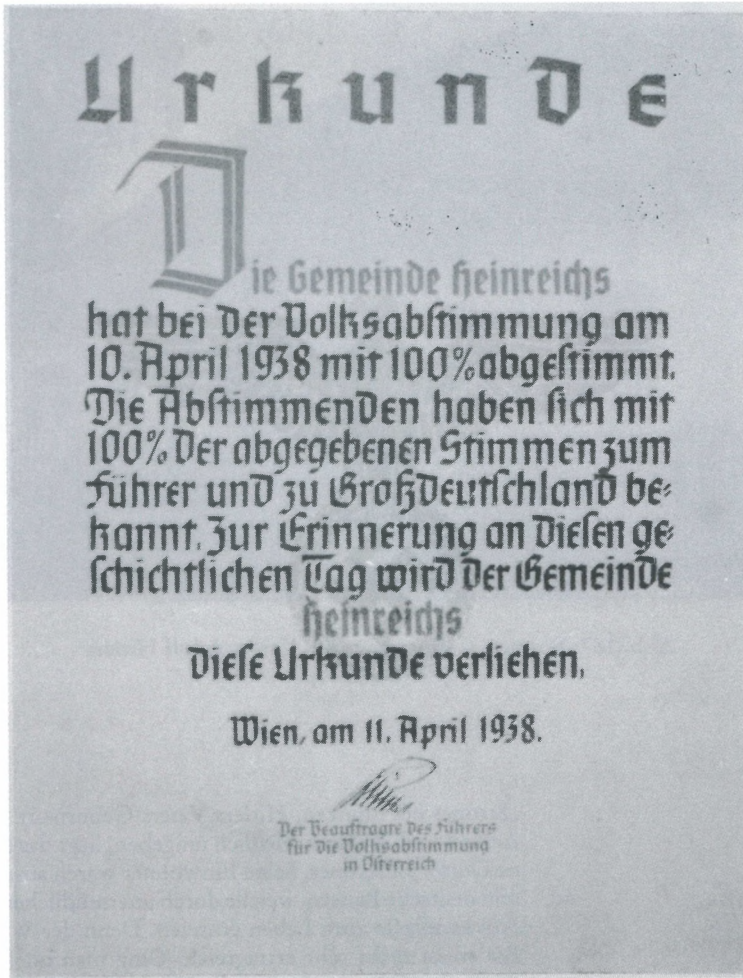 Urkunde
Die Gemeinde Heinreichs
hat bei der Volksabstimmung am
10. April 1938 mit 100% abgestimmt.
Die Abstimmenden haben sich mit
100% der abgegebenen Stimmen zum
Führer und zu Großdeutschland be-
kannt. Zur Erinnerung an diesen ge-
schichtlichen Tag wird der Gemeinde
Heinreichs
diese Urkunde verliehen.
Wien, am 11. April 1938.
Der Beauftragte des Führers
für die Volksabstimmung
in Österreich